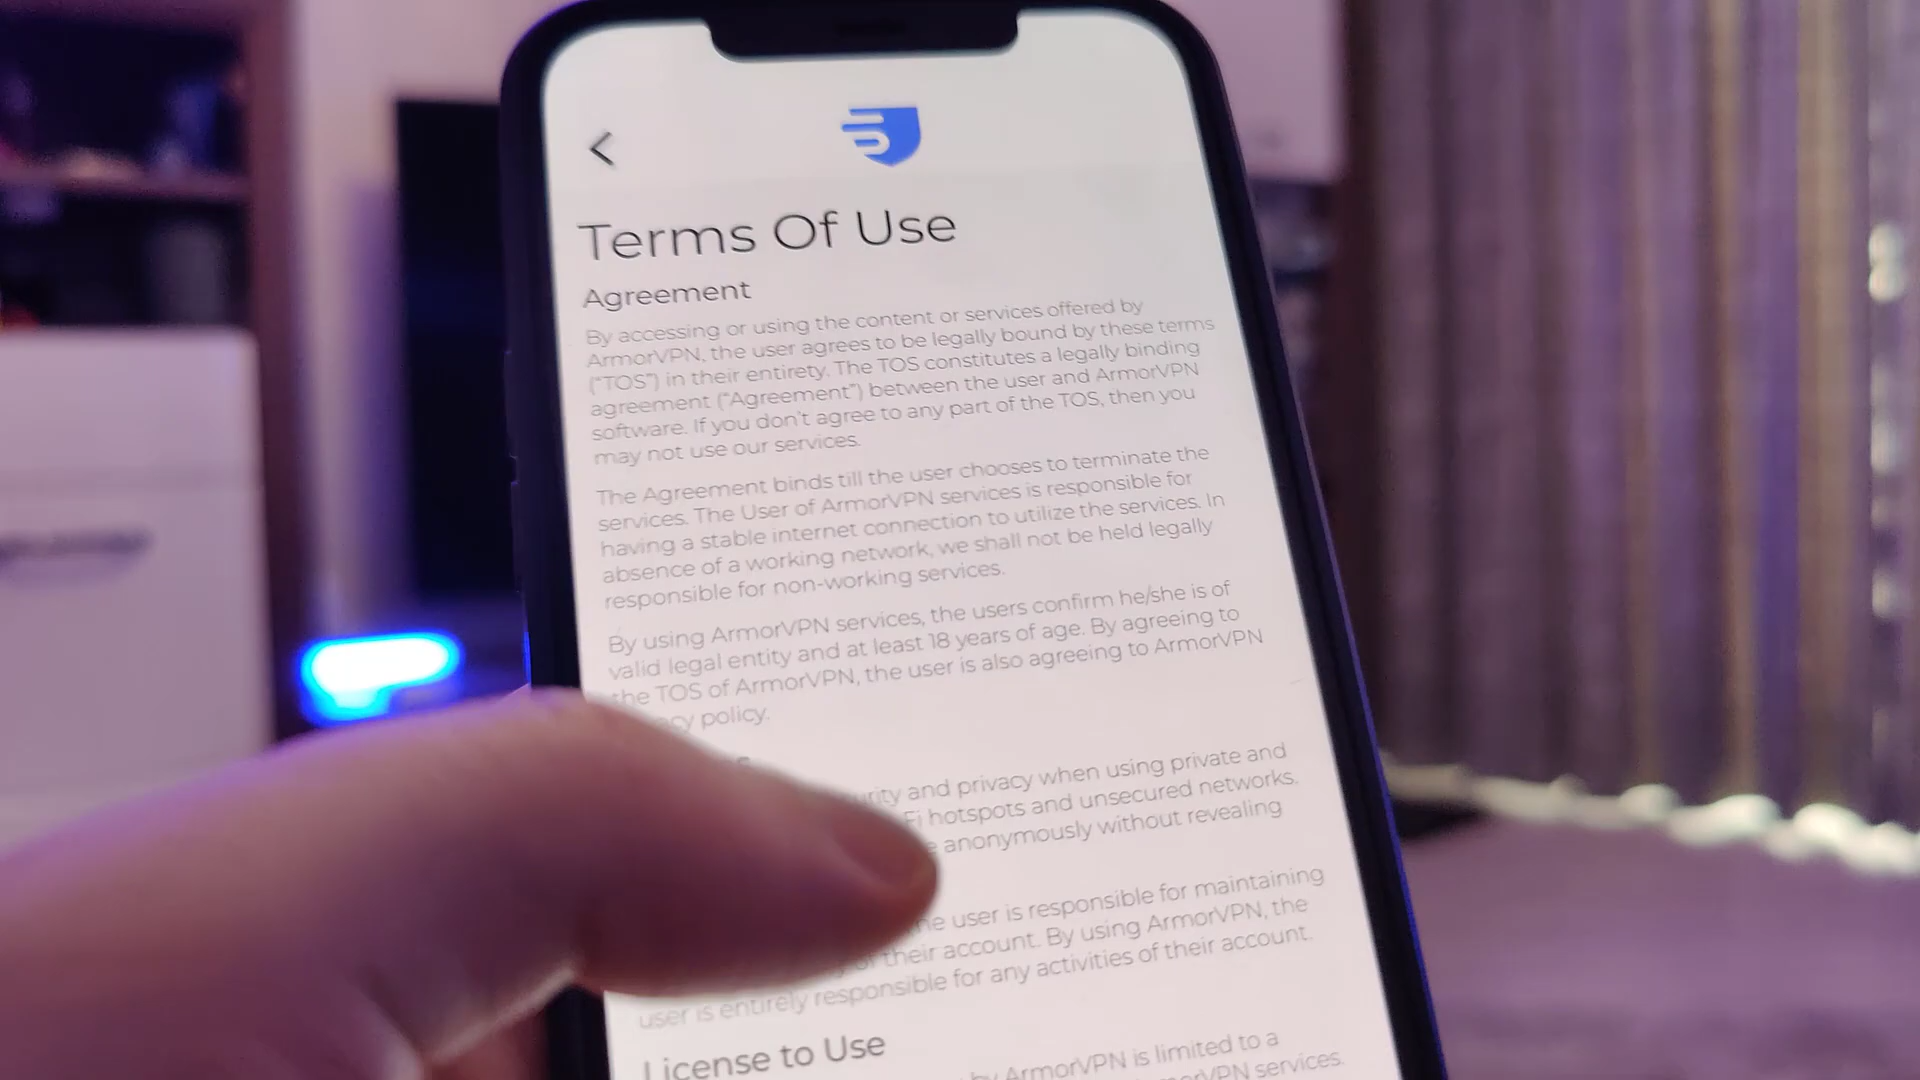 Terms Of Use
Agreement
By accessing or using the content or services offered by
ArmorVPN, the user agrees to be legally bound by these terms
("TOS") in their entirety. The TOS constitutes a legally binding
agreement ("Agreement") between the user and ArmorVPN
software. If you don't agree to any part of the TOS, then you
may not use our services.
The Agreement binds till the user chooses to terminate the
services. The User of ArmorVPN services is responsible for
having a stable internet connection to utilize the services. In
absence of a working network, we shall not be held legally
responsible for non-working services.
By using ArmorVPN services, the users confirm he/she is of
valid legal entity and at least 18 years of age. By agreeing to
the TOS of ArmorVPN, the user is also agreeing to ArmorVPN
policy.
and privacy when using private and
hotspots and unsecured networks.
anonymously without revealing
user is responsible for maintaining
their account. By using ArmorVPN, the
user is entirely responsible for any activities of their account.
License to Use
by ArmorVPN is limited to a
services.